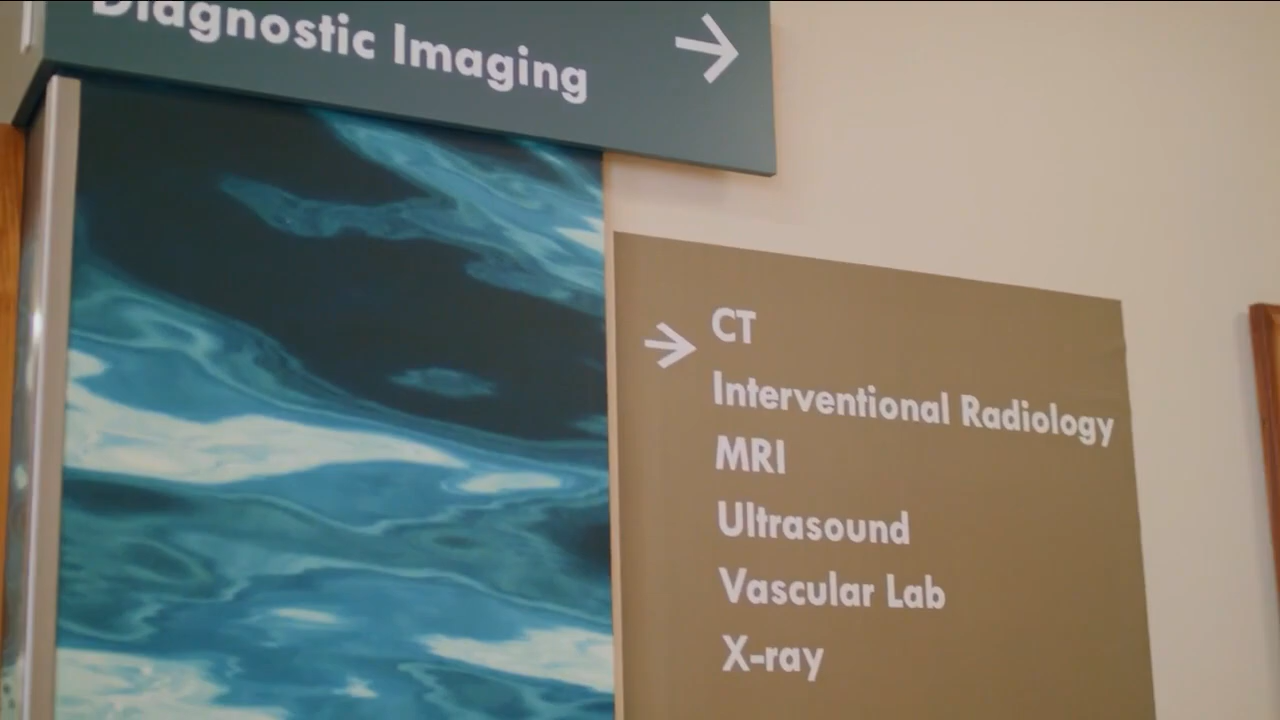 Diagnostic Imaging →
→ CT
Interventional Radiology
MRI
Ultrasound
Vascular Lab
X-ray